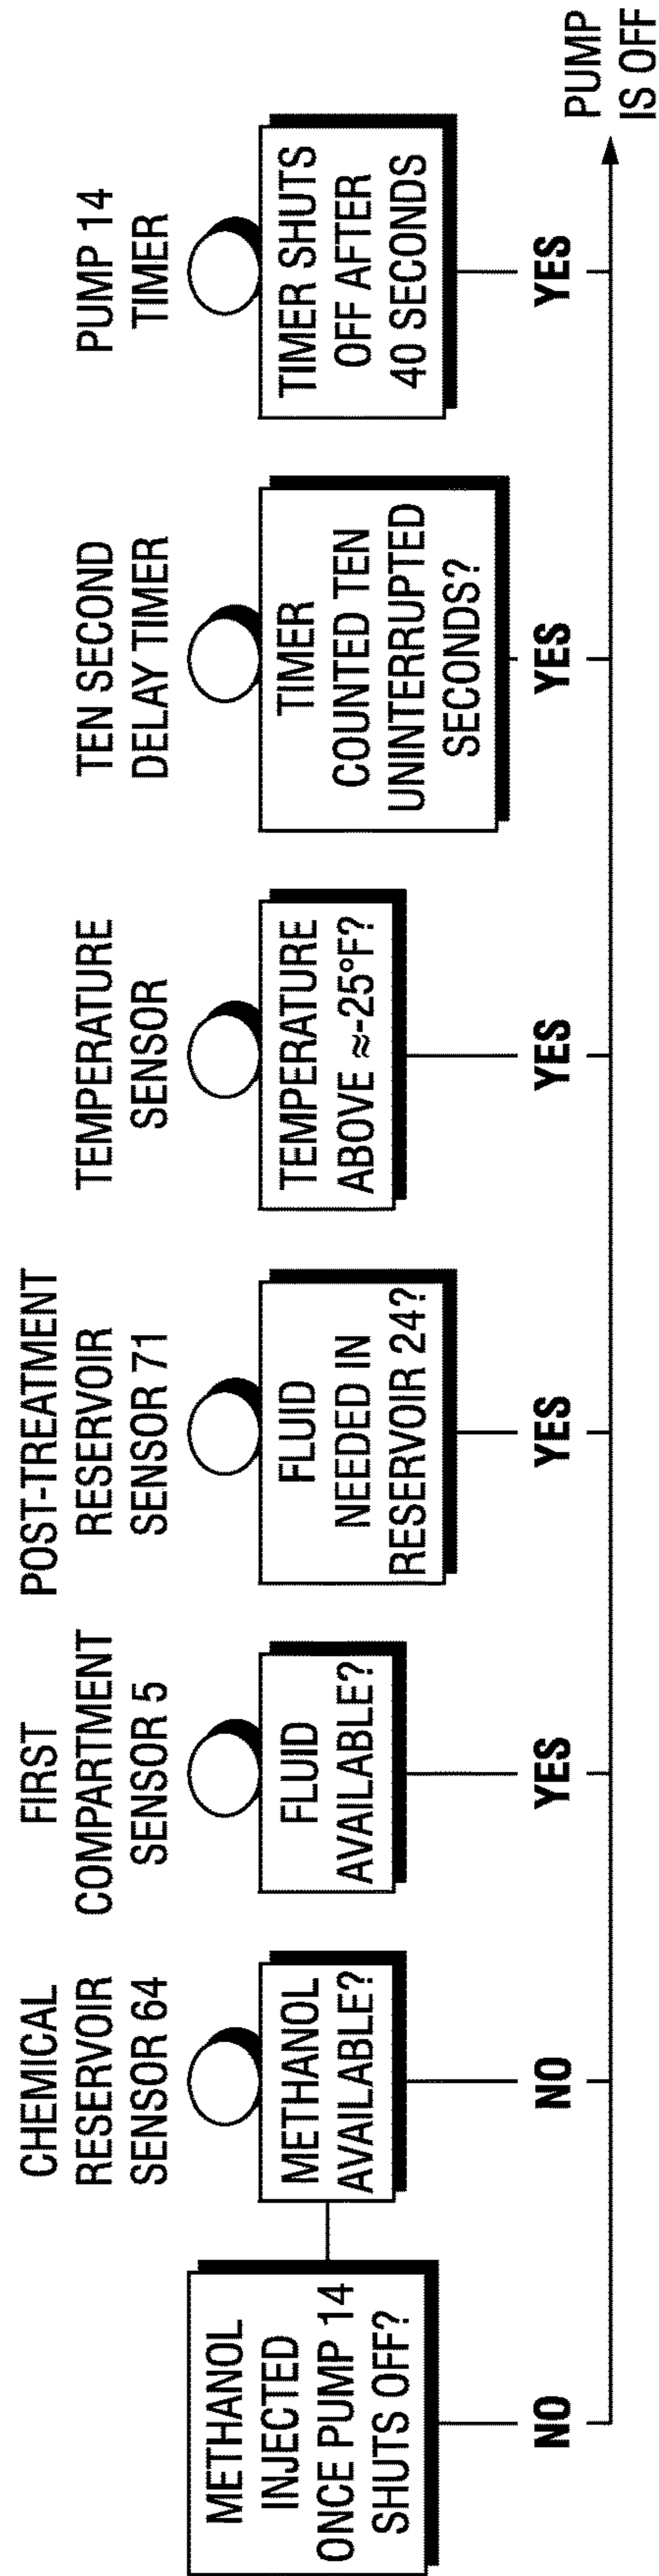 METHANOL
INJECTED
ONCE PUMP 14
SHUTS OFF?
NO
CHEMICAL
RESERVOIR
SENSOR 64
METHANOL
AVAILABLE?
NO
FIRST
COMPARTMENT
SENSOR 5
FLUID
AVAILABLE?
YES
POST-TREATMENT
RESERVOIR
SENSOR 71
FLUID
NEEDED IN
RESERVOIR 24?
YES
TEMPERATURE
SENSOR
TEMPERATURE
ABOVE ≈-25°F?
YES
TEN SECOND
DELAY TIMER
TIMER
COUNTED TEN
UNINTERRUPTED
SECONDS?
YES
PUMP 14
TIMER
TIMER SHUTS
OFF AFTER
40 SECONDS
YES
PUMP
IS OFF